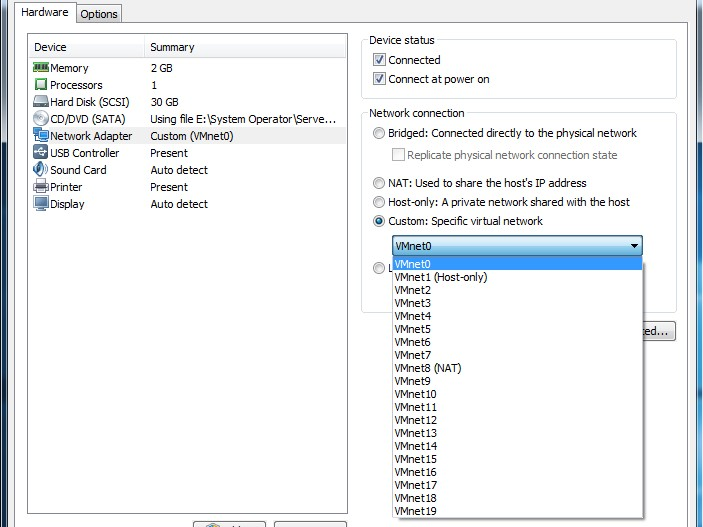 Hardware
Options
Device Summary
Memory 2 GB
Processors 1
Hard Disk (SCSI) 30 GB
CD/DVD (SATA) Using file E:\System Operator\Serve...
Network Adapter Custom (VMnet0)
USB Controller Present
Sound Card Auto detect
Printer Present
Display Auto detect
Device status
Connected
Connect at power on
Network connection
Bridged: Connected directly to the physical network
Replicate physical network connection state
NAT: Used to share the host's IP address
Host-only: A private network shared with the host
Custom: Specific virtual network
VMnet0
VMnet0
VMnet1 (Host-only)
VMnet2
VMnet3
VMnet4
VMnet5
VMnet6
VMnet7
VMnet8 (NAT)
VMnet9
VMnet10
VMnet11
VMnet12
VMnet13
VMnet14
VMnet15
VMnet16
VMnet17
VMnet18
VMnet19